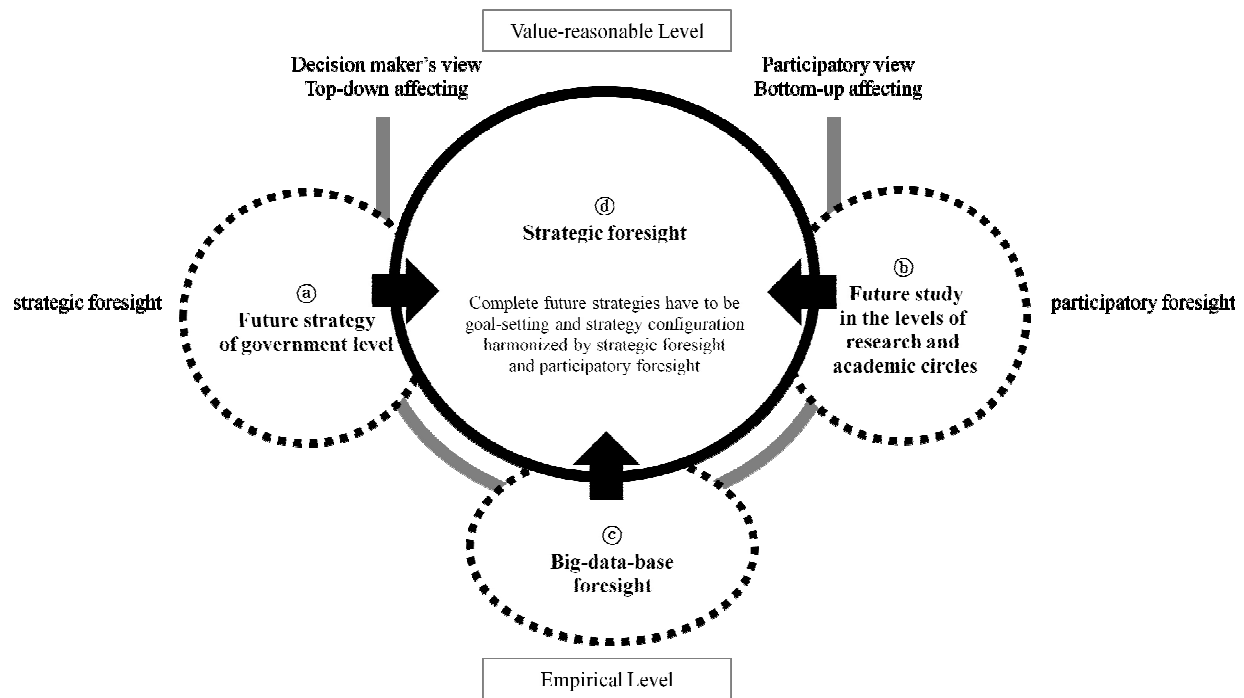 Value-reasonable Level
Decision maker's view
Top-down affecting
Participatory view
Bottom-up affecting
strategic foresight
ⓐ
Future strategy
of government level
ⓓ
Strategic foresight
Complete future strategies have to be
goal-setting and strategy configuration
harmonized by strategic foresight
and participatory foresight
ⓑ
Future study
in the levels of
research and
academic circles
participatory foresight
ⓒ
Big-data-base
foresight
Empirical Level